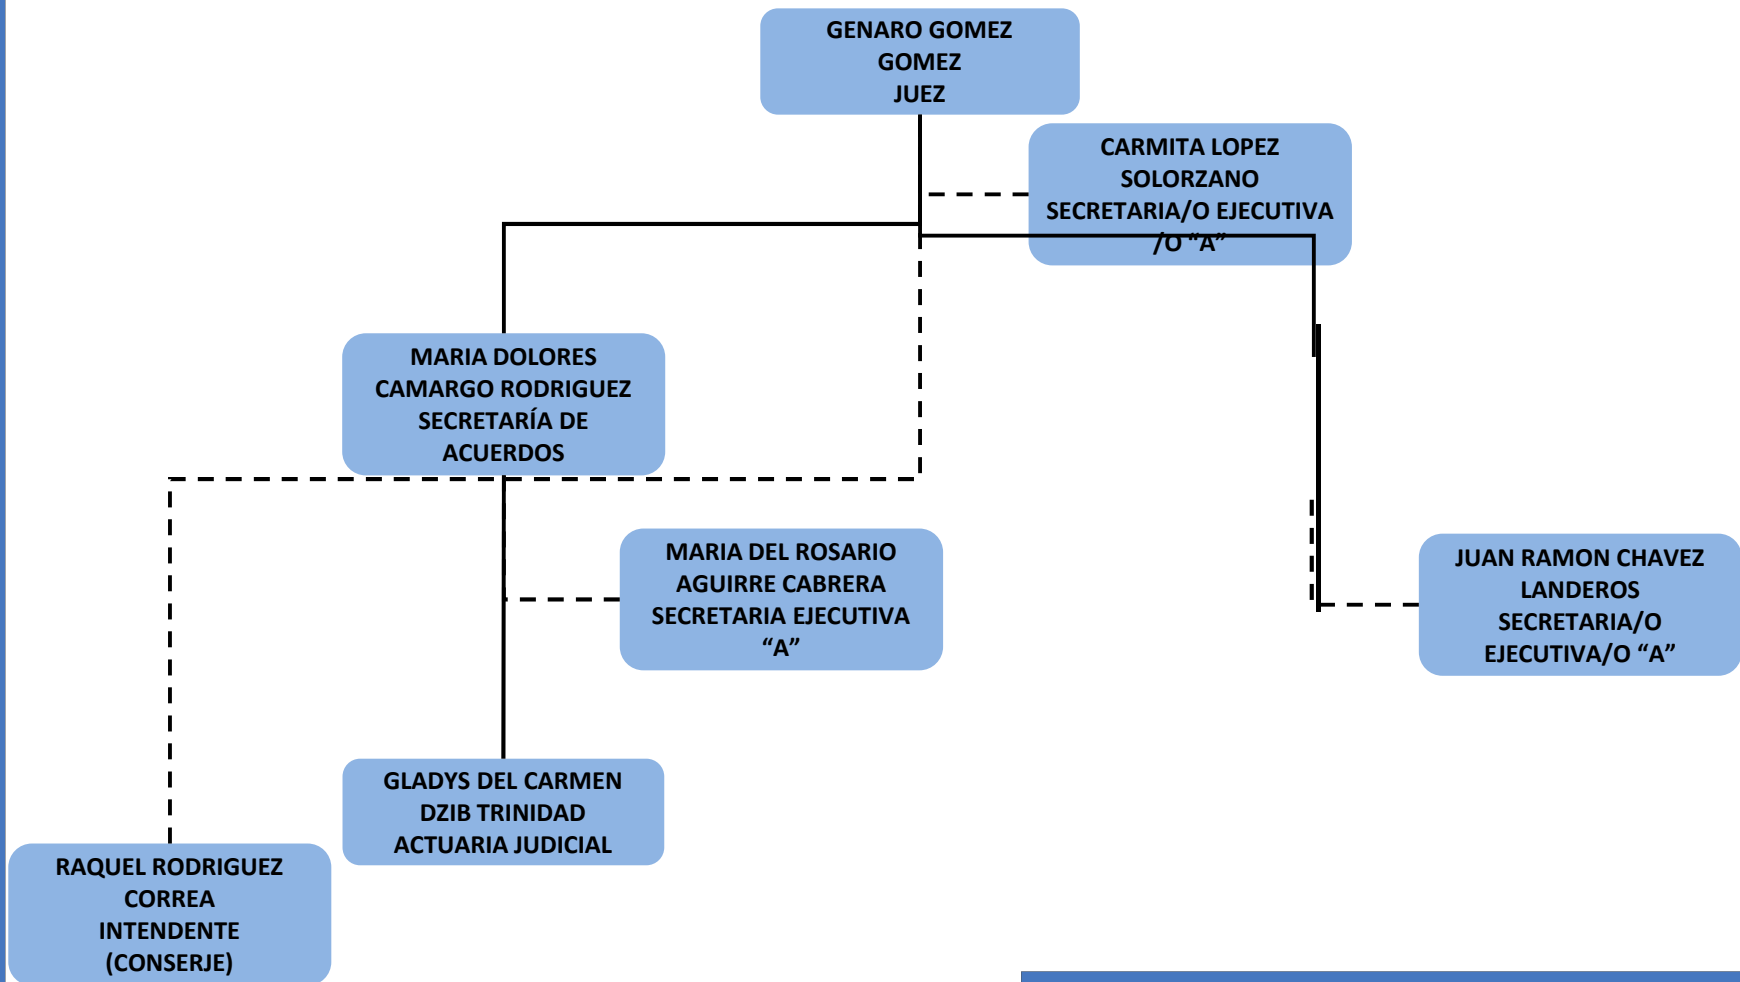 GENARO GOMEZ
GOMEZ
JUEZ
CARMITA LOPEZ
SOLORZANO
SECRETARIA/O EJECUTIVA
/O “A”
MARIA DOLORES
CAMARGO RODRIGUEZ
SECRETARÍA DE
ACUERDOS
MARIA DEL ROSARIO
AGUIRRE CABRERA
SECRETARIA EJECUTIVA
“A”
JUAN RAMON CHAVEZ
LANDEROS
SECRETARIA/O
EJECUTIVA/O “A”
GLADYS DEL CARMEN
DZIB TRINIDAD
ACTUARIA JUDICIAL
RAQUEL RODRIGUEZ
CORREA
INTENDENTE
(CONSERJE)